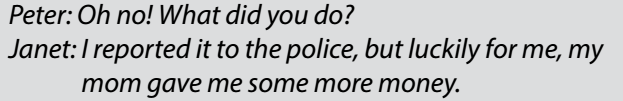 Peter: Oh no! What did you do?
Janet: I reported it to the police, but luckily for me, my
mom gave me some more money.